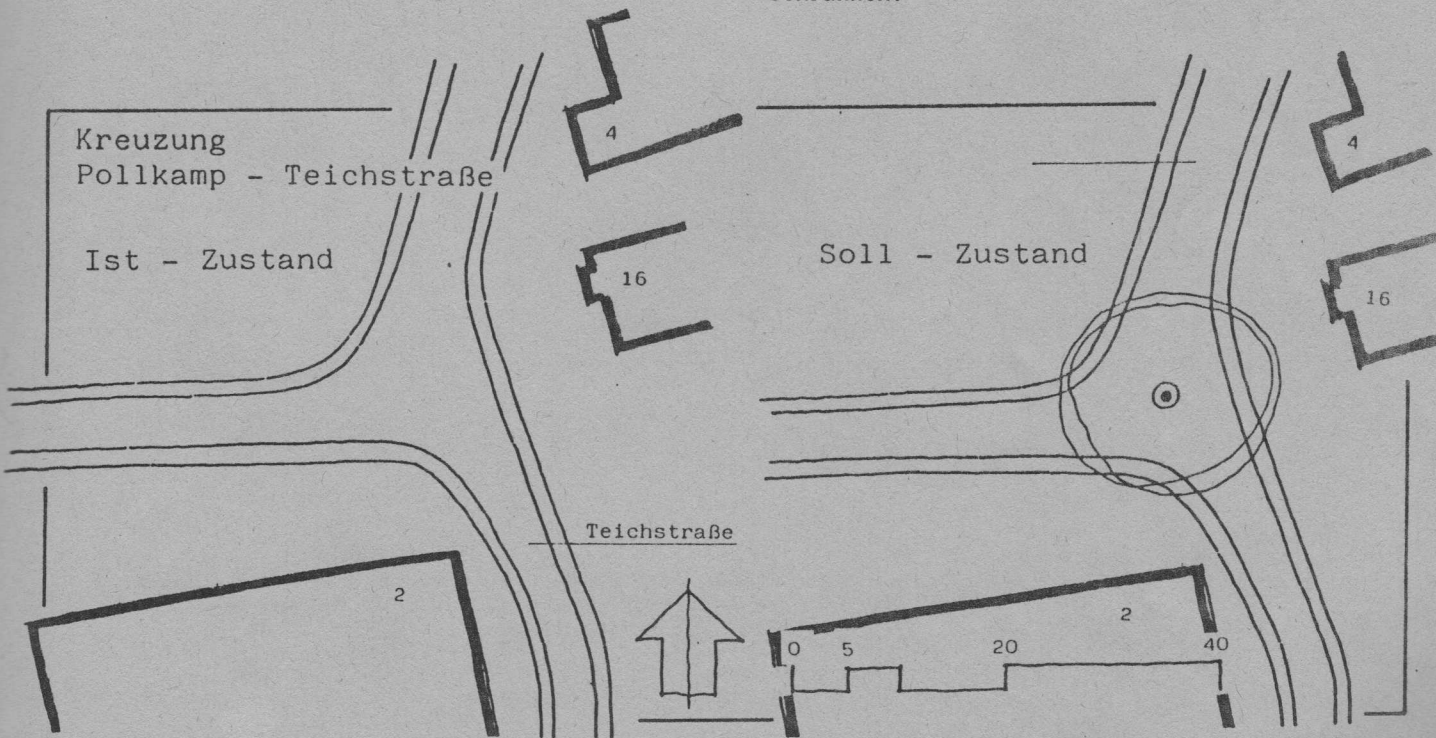 Kreuzung
Pollkamp - Teichstraße
Ist - Zustand
4
16
Teichstraße
2
Soll - Zustand
4
16
2
0 5 20 40